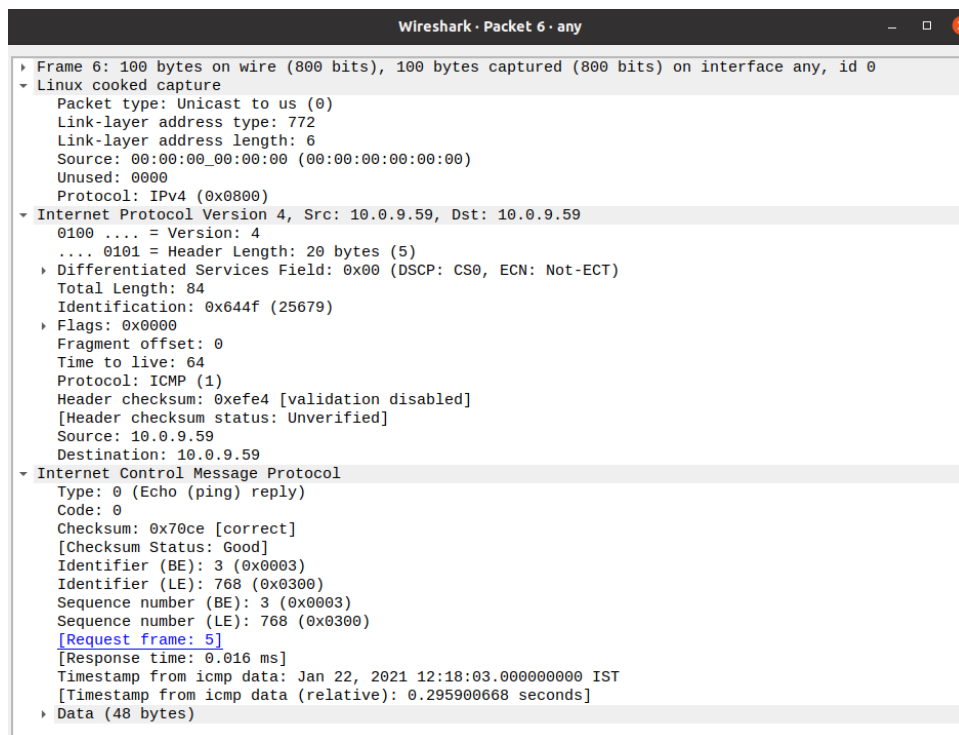 Wireshark · Packet 6 · any
Frame 6: 100 bytes on wire (800 bits), 100 bytes captured (800 bits) on interface any, id 0
Linux cooked capture
Packet type: Unicast to us (0)
Link-layer address type: 772
Link-layer address length: 6
Source: 00:00:00_00:00:00 (00:00:00:00:00:00)
Unused: 0000
Protocol: IPv4 (0x0800)
Internet Protocol Version 4, Src: 10.0.9.59, Dst: 10.0.9.59
0100 .... = Version: 4
.... 0101 = Header Length: 20 bytes (5)
Differentiated Services Field: 0x00 (DSCP: CS0, ECN: Not-ECT)
Total Length: 84
Identification: 0x644f (25679)
Flags: 0x0000
Fragment offset: 0
Time to live: 64
Protocol: ICMP (1)
Header checksum: 0xefe4 [validation disabled]
[Header checksum status: Unverified]
Source: 10.0.9.59
Destination: 10.0.9.59
Internet Control Message Protocol
Type: 0 (Echo (ping) reply)
Code: 0
Checksum: 0x70ce [correct]
[Checksum Status: Good]
Identifier (BE): 3 (0x0003)
Identifier (LE): 768 (0x0300)
Sequence number (BE): 3 (0x0003)
Sequence number (LE): 768 (0x0300)
[Request frame: 5]
[Response time: 0.016 ms]
Timestamp from icmp data: Jan 22, 2021 12:18:03.000000000 IST
[Timestamp from icmp data (relative): 0.295900668 seconds]
Data (48 bytes)